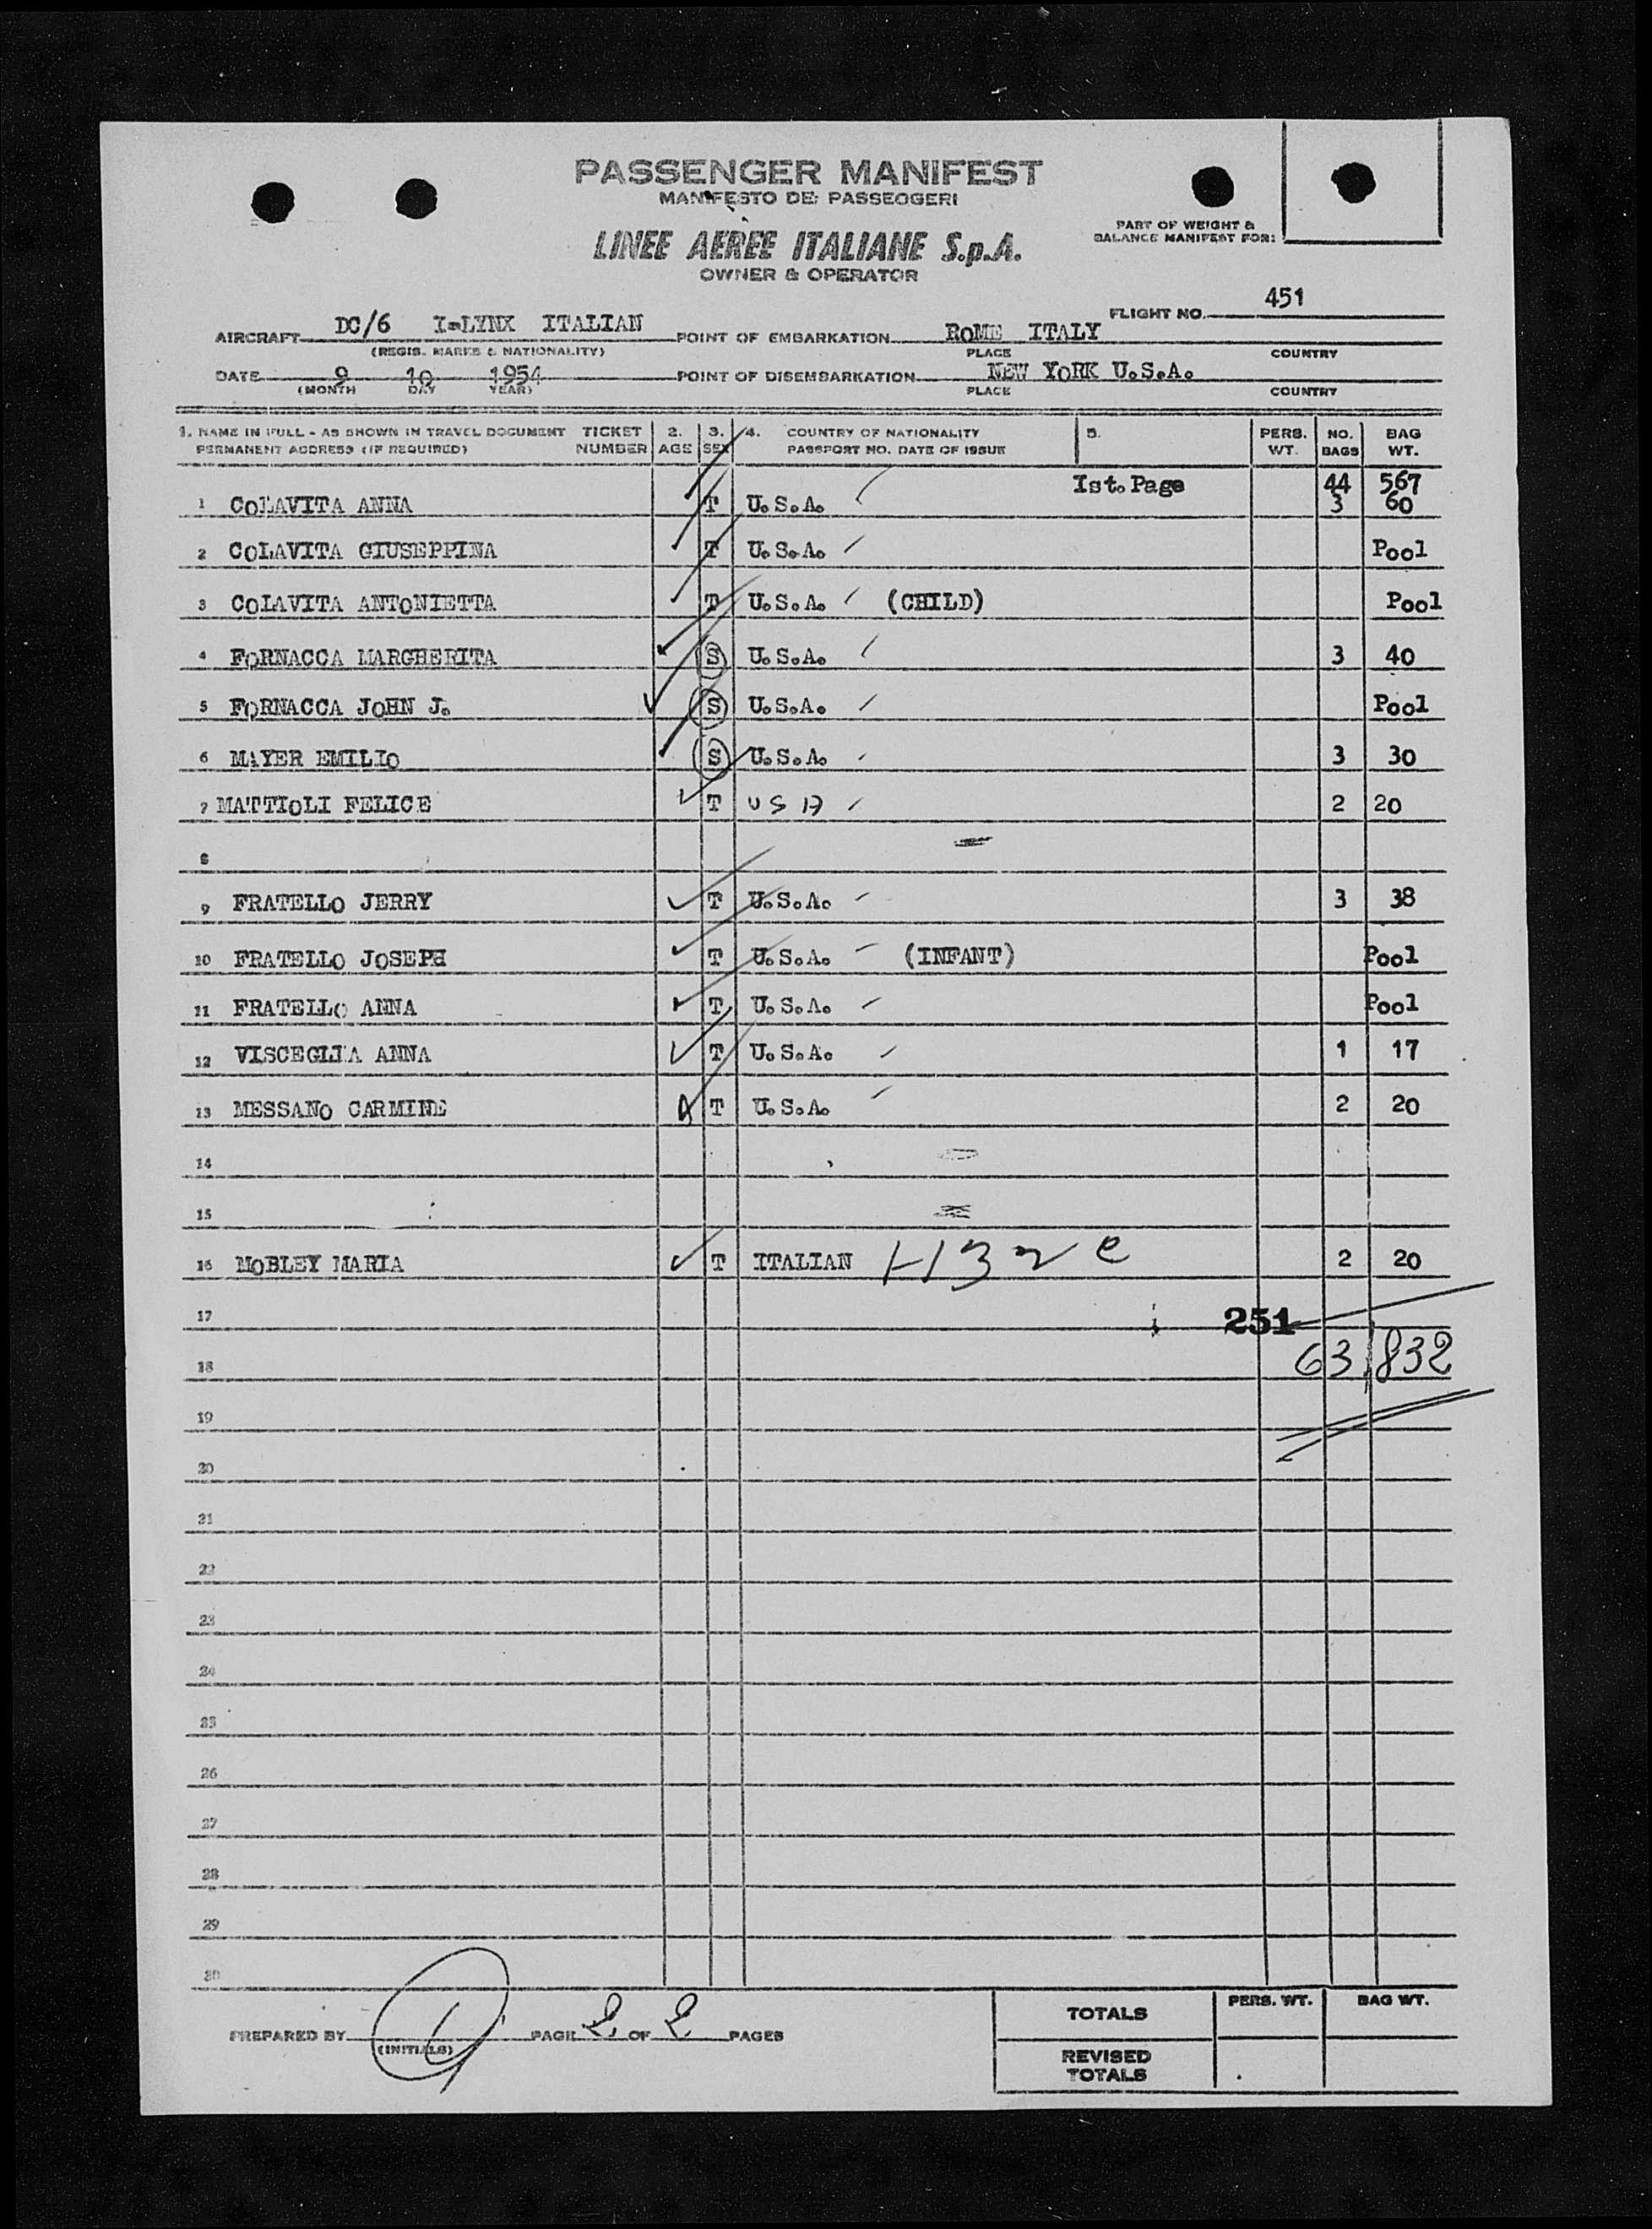 PASSENGER MANIFEST
MANIFESTO DEI PASSEOGERI
LINEE AEREE ITALIANE S.p.A.
OWNER & OPERATOR
PART OF WEIGHT &
BALANCE MANIFEST FOR:
FLIGHT NO. 451
AIRCRAFT DC/6 I-LYNX ITALIAN POINT OF EMBARKATION ROME ITALY
(REGIS. MARKS & NATIONALITY) PLACE COUNTRY
DATE 9 10 1954 POINT OF DISEMBARKATION NEW YORK U.S.A.
(MONTH DAY YEAR) PLACE COUNTRY
1. NAME IN FULL - AS SHOWN IN TRAVEL DOCUMENT TICKET 2. 3. 4. COUNTRY OF NATIONALITY 5. PERS. NO. BAG
PERMANENT ADDRESS (IF REQUIRED) NUMBER AGE SEX PASSPORT NO. DATE OF ISSUE WT. BAGS WT.
Ist. Page 44 567
1 COLAVITA ANNA T U.S.A. 3 60
2 COLAVITA GIUSEPPINA T U.S.A. Pool
3 COLAVITA ANTONIETTA T U.S.A. (CHILD) Pool
4 FORNACCA MARGHERITA S U.S.A. 3 40
5 FORNACCA JOHN J. S U.S.A. Pool
6 MAYER EMILIO S U.S.A. 3 30
7 MATTIOLI FELICE T U S A 2 20
8
9 FRATELLO JERRY T U.S.A. 3 38
10 FRATELLO JOSEPH T U.S.A. (INFANT) Pool
11 FRATELLO ANNA T U.S.A. Pool
12 VISCEGLIA ANNA T U.S.A. 1 17
13 MESSANO CARMINE T U.S.A. 2 20
14
15
16 MOBLEY MARIA T ITALIAN 2 20
17 251
18 63 832
19
20
21
22
23
24
25
26
27
28
29
30
PREPARED BY PAGE 2 OF 2 PAGES
(INITIALS)
PERS. WT. BAG WT.
TOTALS
REVISED
TOTALS